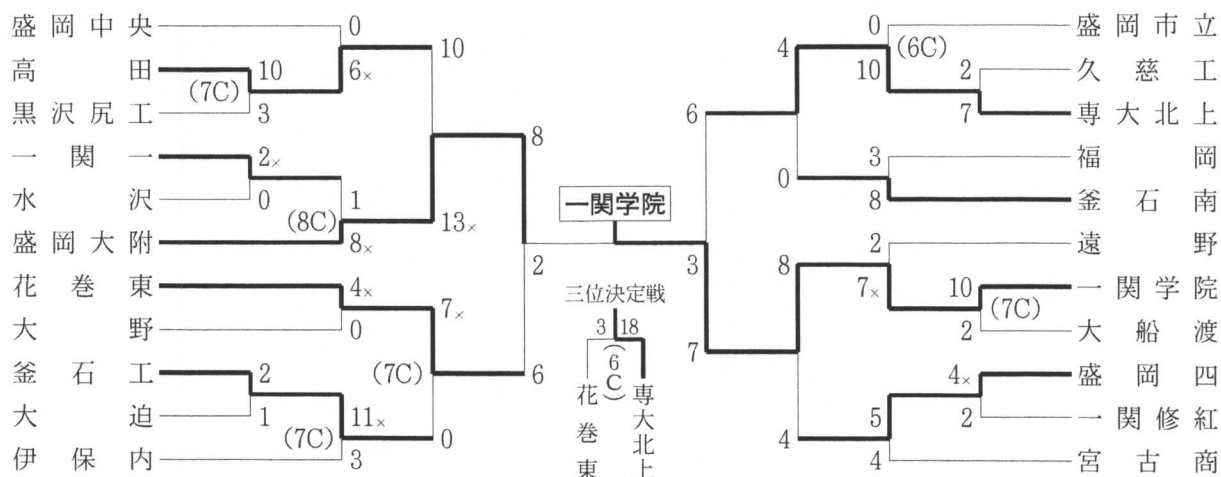 盛岡中央 0 10 4 0 盛岡市立
高田 10 6× (6C) 10 2 久慈工
(7C)
黒沢尻工 3 6 7 専大北上
一関一 2× 8 3 福岡
水沢 0 1 一関学院 0 8 釜石南
(8C)
盛岡大附 8× 13× 2 遠野
2 3 8
花巻東 4× 三位決定戦 7× 10 一関学院
7× (7C)
大野 0 3 18 2 大船渡
(6C) 7
釜石工 2 (7C) 6 花巻東 専大北上 4× 盛岡四
大迫 1 11× 5 2 一関修紅
(7C) 0 4
伊保内 3 4 宮古商